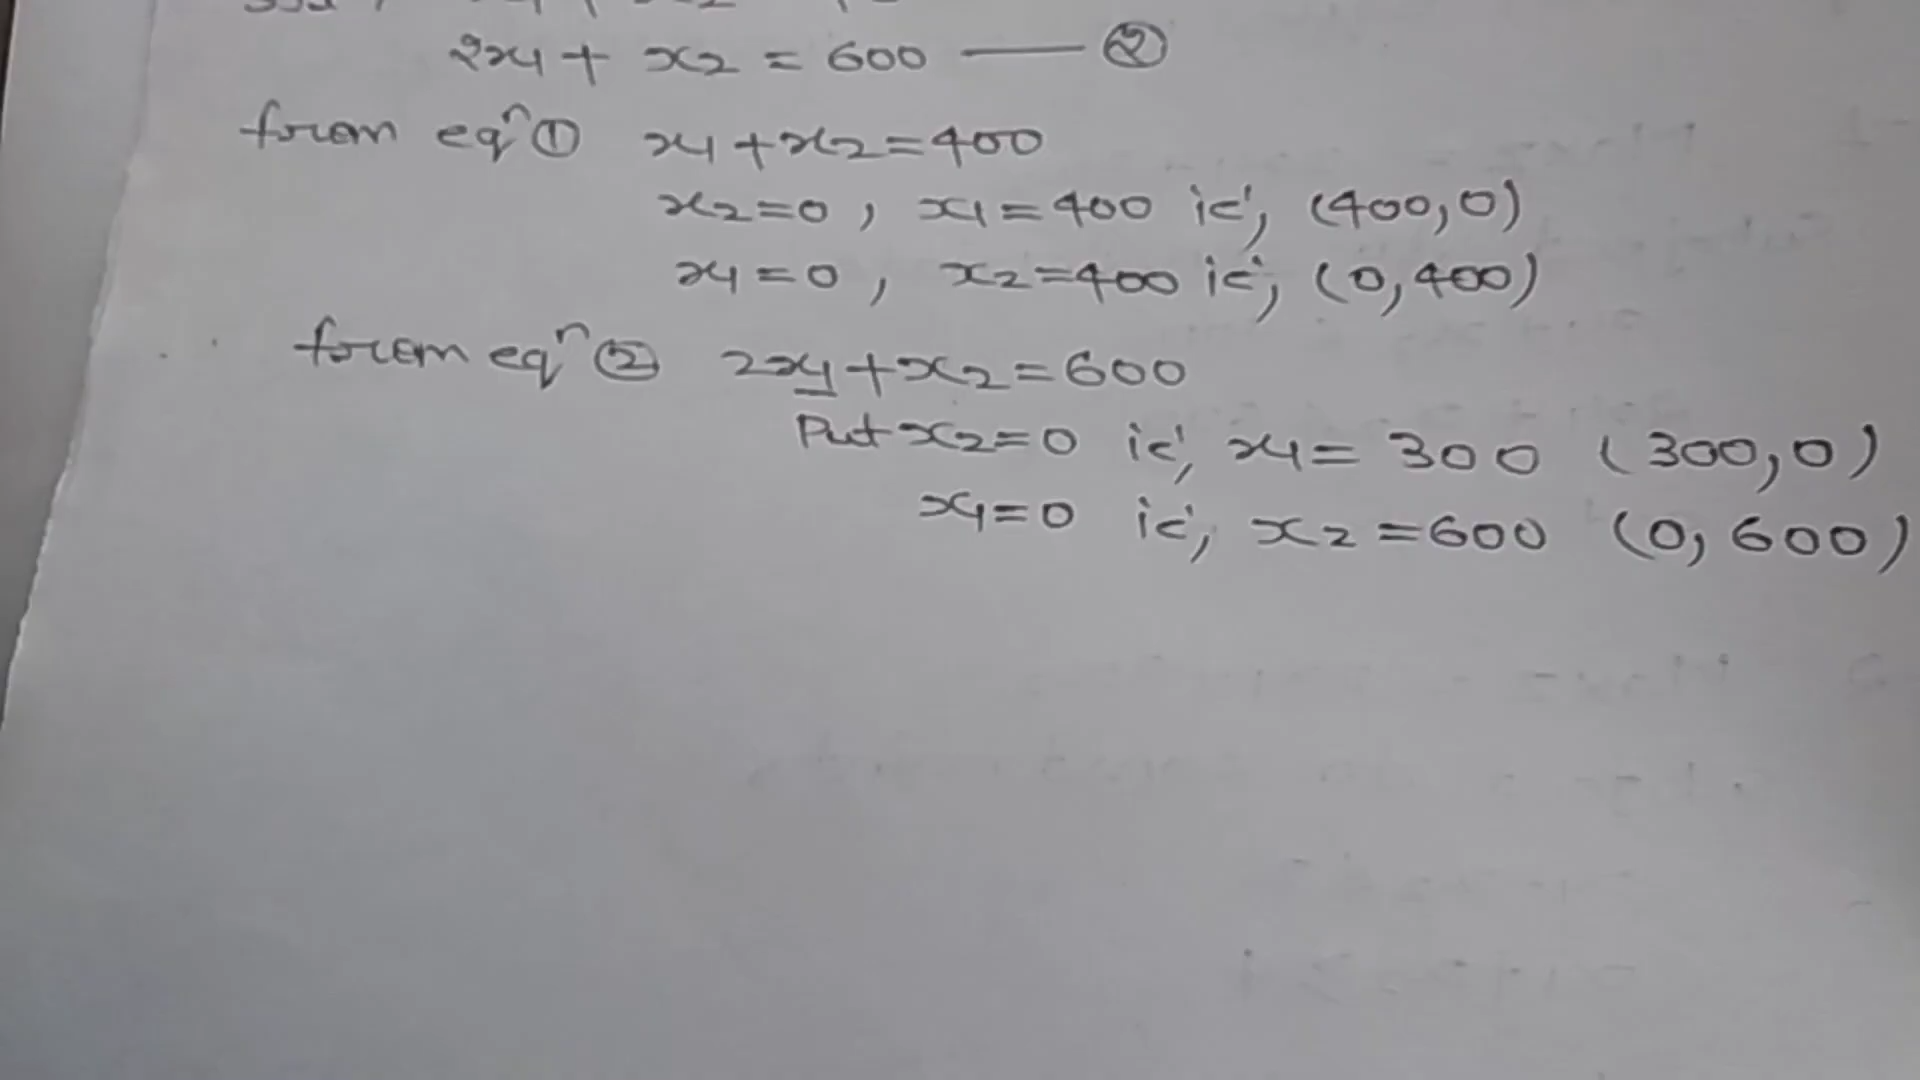 2x1 + x2 = 600 —— ②
from eqⁿ ① x1+x2=400
x2=0, x1=400 ie', (400,0)
x1=0, x2=400 ie', (0,400)
from eqⁿ ② 2x1+x2=600
Put x2=0 ie', x1= 300 (300,0)
x1=0 ie', x2=600 (0, 600)